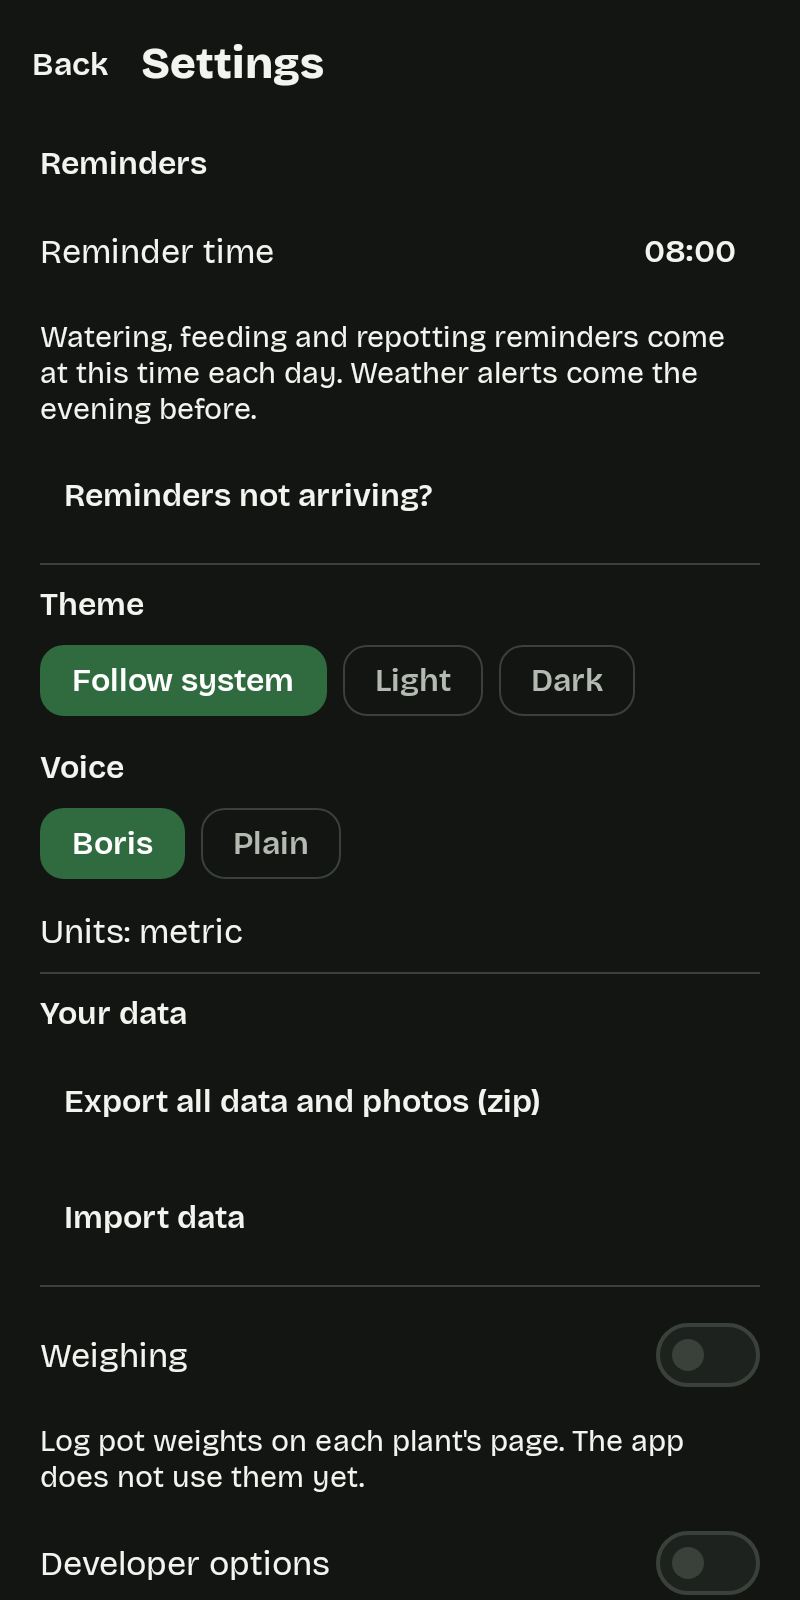 Back Settings
Reminders
Reminder time 08:00
Watering, feeding and repotting reminders come
at this time each day. Weather alerts come the
evening before.
Reminders not arriving?
Theme
Follow system Light Dark
Voice
Boris Plain
Units: metric
Your data
Export all data and photos (zip)
Import data
Weighing
Log pot weights on each plant's page. The app
does not use them yet.
Developer options